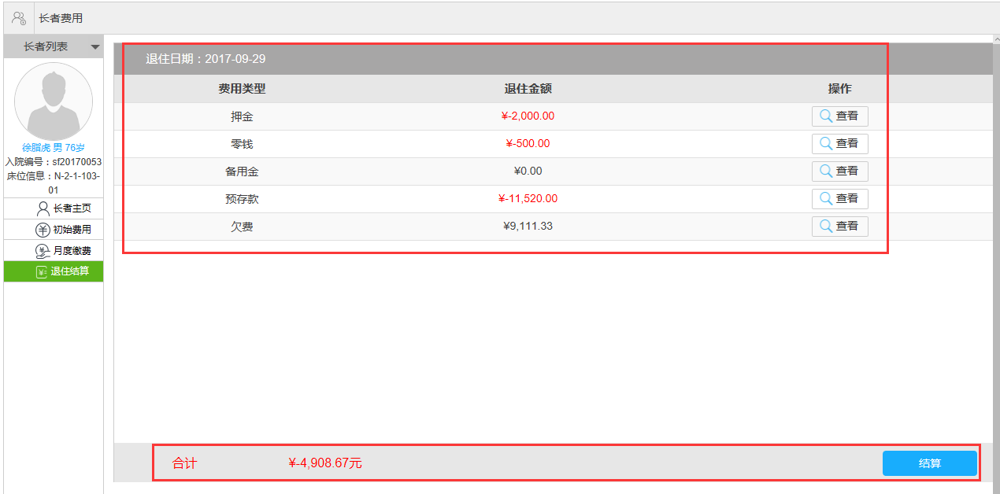 长者费用
长者列表
徐脂虎 男 76岁
入院编号：sf20170053
床位信息：N-2-1-103-
01
长者主页
初始费用
月度缴费
退住结算
退住日期：2017-09-29
费用类型 退住金额 操作
押金 ¥-2,000.00 查看
零钱 ¥-500.00 查看
备用金 ¥0.00 查看
预存款 ¥-11,520.00 查看
欠费 ¥9,111.33 查看
合计 ¥-4,908.67元 结算